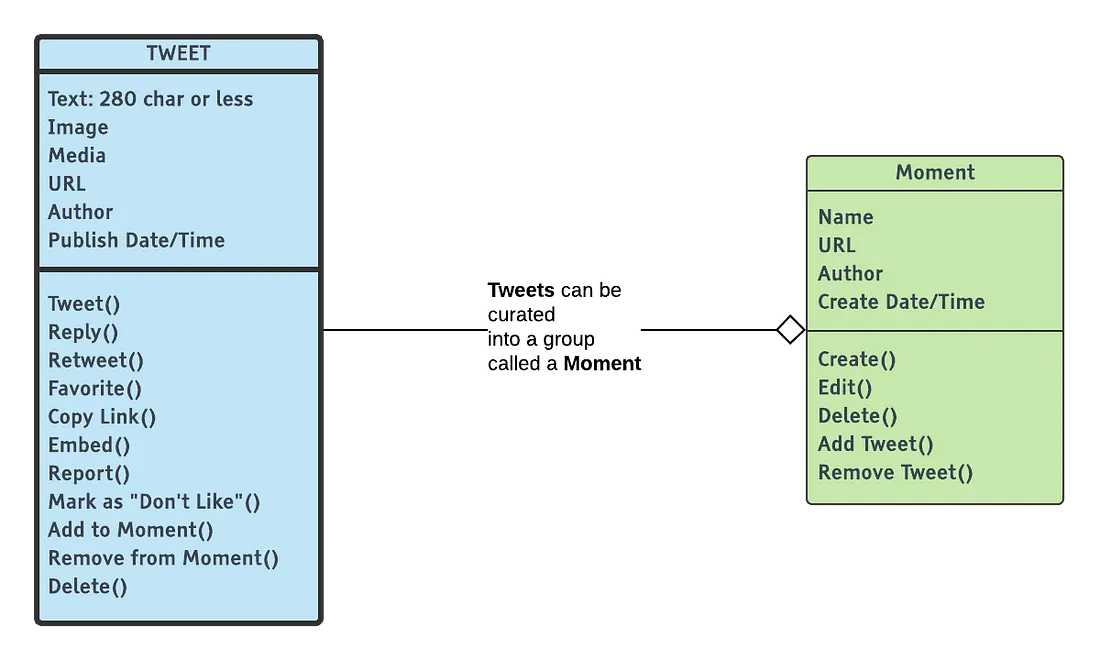 TWEET
Text: 280 char or less
Image
Media
URL
Author
Publish Date/Time
Tweet()
Reply()
Retweet()
Favorite()
Copy Link()
Embed()
Report()
Mark as "Don't Like"()
Add to Moment()
Remove from Moment()
Delete()
Tweets can be
curated
into a group
called a Moment
Moment
Name
URL
Author
Create Date/Time
Create()
Edit()
Delete()
Add Tweet()
Remove Tweet()